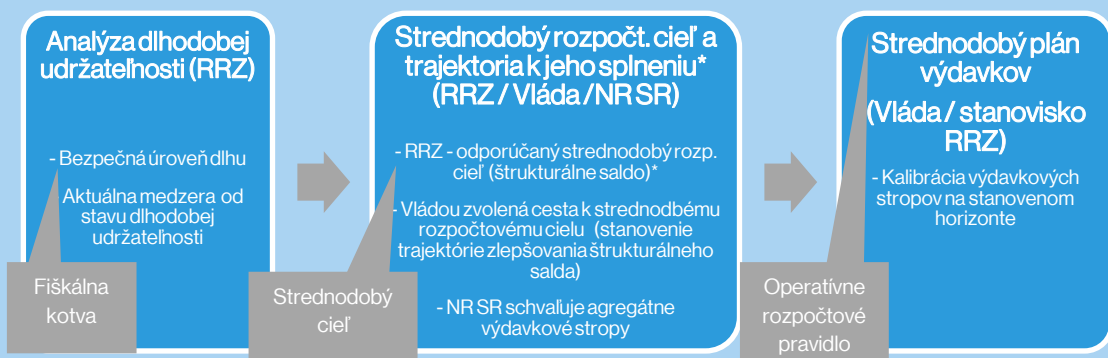 Analýza dlhodobej
udržateľnosti (RRZ)
- Bezpečná úroveň dlhu
Aktuálna medzera od
stavu dlhodobej
udržateľnosti
Fiškálna
kotva
Strednodobý rozpočt. cieľ a
trajektoria k jeho splneniu*
(RRZ / Vláda /NR SR)
- RRZ - odporúčaný strednodobý rozp.
cieľ (štrukturálne saldo)*
- Vládou zvolená cesta k strednodbému
rozpočtovému cielu (stanovenie
trajektórie zlepšovania štrukturálneho
salda)
- NR SR schvaľuje agregátne
výdavkové stropy
Strednodobý
cieľ
Strednodobý plán
výdavkov
(Vláda / stanovisko
RRZ)
- Kalibrácia výdavkových
stropov na stanovenom
horizonte
Operatívne
rozpočtové
pravidlo